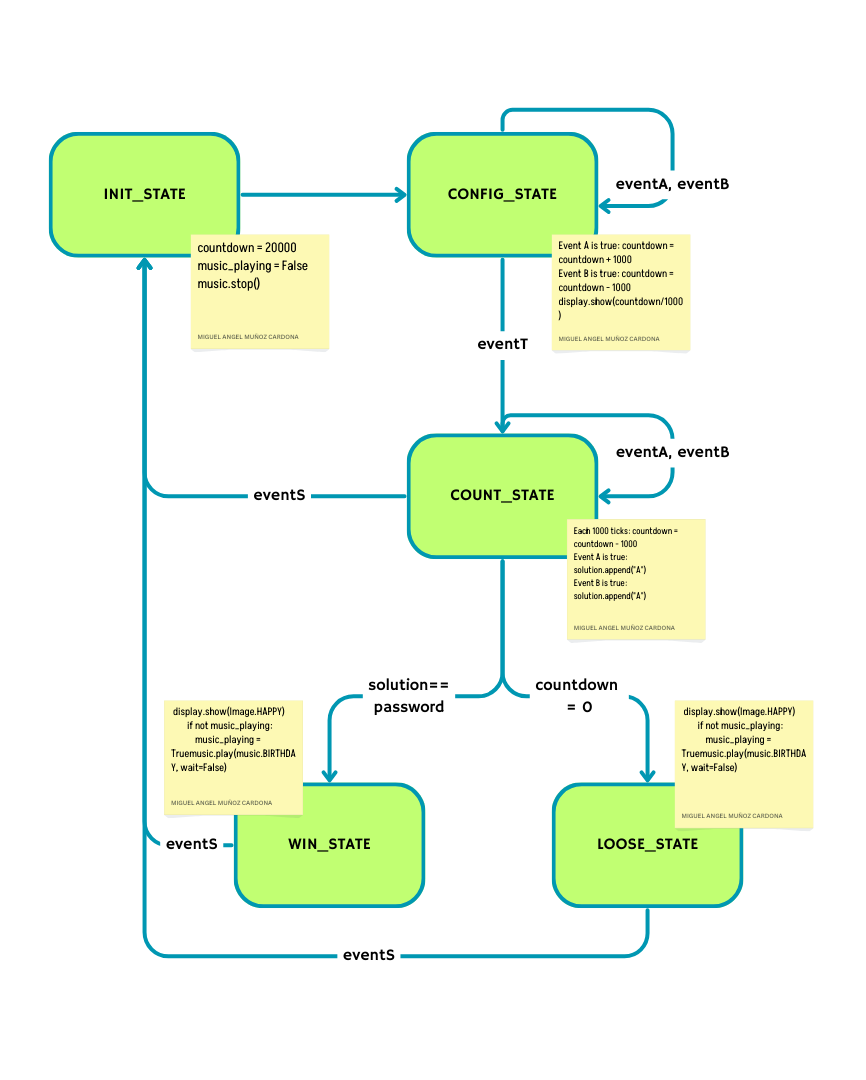 INIT_STATE
CONFIG_STATE
eventA, eventB
countdown = 20000
music_playing = False
music.stop()
MIGUEL ANGEL MUÑOZ CARDONA
Event A is true: countdown =
countdown + 1000
Event B is true: countdown =
countdown - 1000
display.show(countdown/1000
)
MIGUEL ANGEL MUÑOZ CARDONA
eventT
eventA, eventB
eventS
COUNT_STATE
Each 1000 ticks: countdown =
countdown - 1000
Event A is true:
solution.append("A")
Event B is true:
solution.append("A")
MIGUEL ANGEL MUÑOZ CARDONA
solution==
password
countdown
= 0
display.show(Image.HAPPY)
if not music_playing:
music_playing =
Truemusic.play(music.BIRTHDA
Y, wait=False)
MIGUEL ANGEL MUÑOZ CARDONA
display.show(Image.HAPPY)
if not music_playing:
music_playing =
Truemusic.play(music.BIRTHDA
Y, wait=False)
MIGUEL ANGEL MUÑOZ CARDONA
eventS
WIN_STATE
LOOSE_STATE
eventS